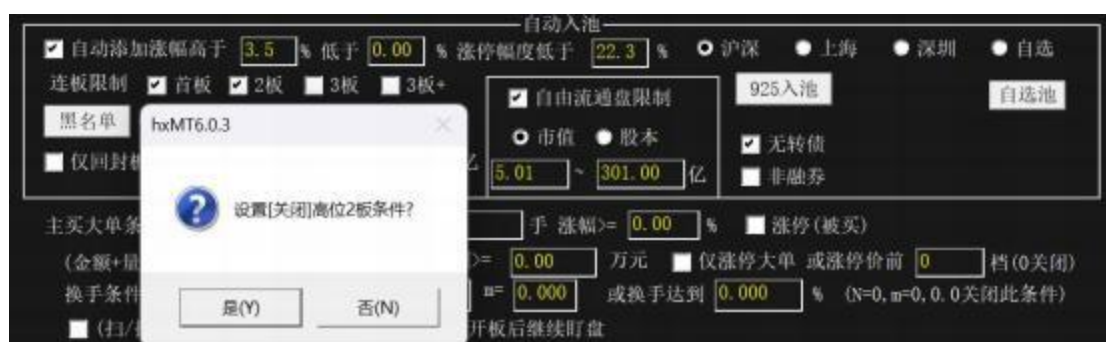 自动入池
自动添加涨幅高于 3.5 % 低于 0.00 % 涨停幅度低于 22.3 % 沪深 上海 深圳 自选
连板限制 首板 2板 3板 3板+ 自由流通盘限制 925入池 自选池
黑名单 hxMT6.0.3 市值 股本 无转债
仅回封 亿 5.01 ~ 301.00 亿 非融券
设置[关闭]高位2板条件?
主买大单条 手 涨幅>= 0.00 % 涨停(被买)
(金额+量 >= 0.00 万元 仅涨停大单 或涨停价前 0 档(0关闭)
换手条件 m= 0.000 或换手达到 0.000 % (N=0,m=0,0.0关闭此条件)
是(Y) 否(N)
(扫/ 开板后继续盯盘